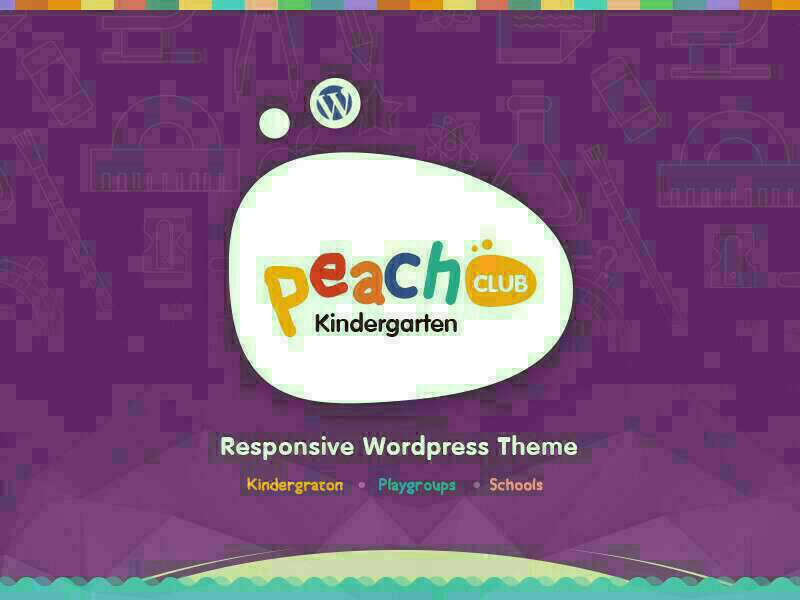 peach CLUB
Kindergarten
Responsive Wordpress Theme
Kindergraton • Playgroups • Schools